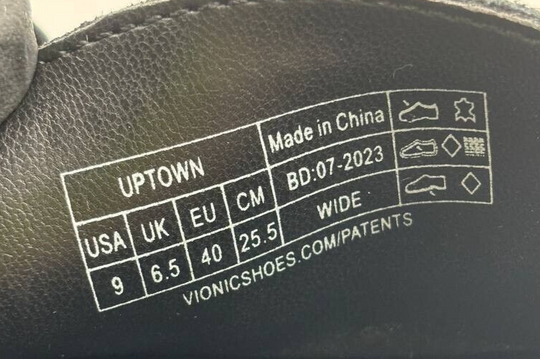 UPTOWN
Made in China
BD:07-2023
WIDE
USA UK EU CM
9 6.5 40 25.5
VIONICSHOES.COM/PATENTS